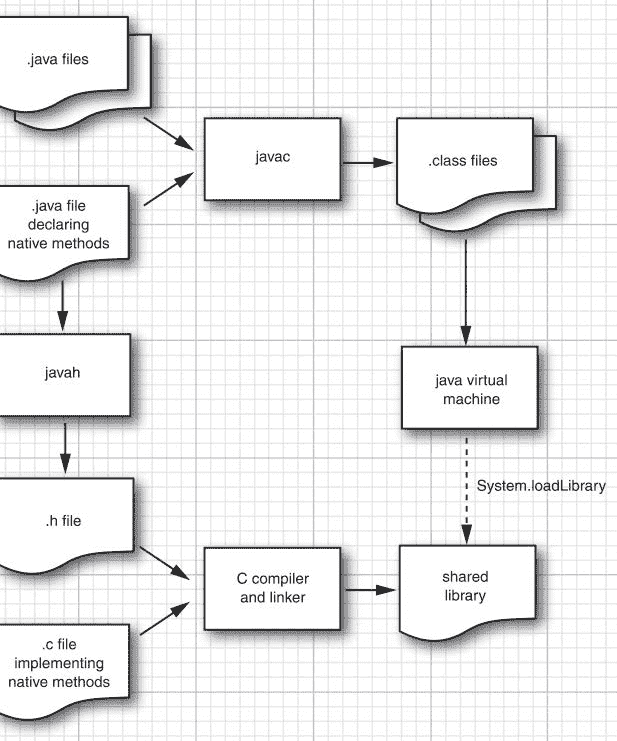 .java files
javac
.class files
.java file
declaring
native methods
javah
java virtual
machine
System.loadLibrary
.h file
C compiler
and linker
shared
library
.c file
implementing
native methods